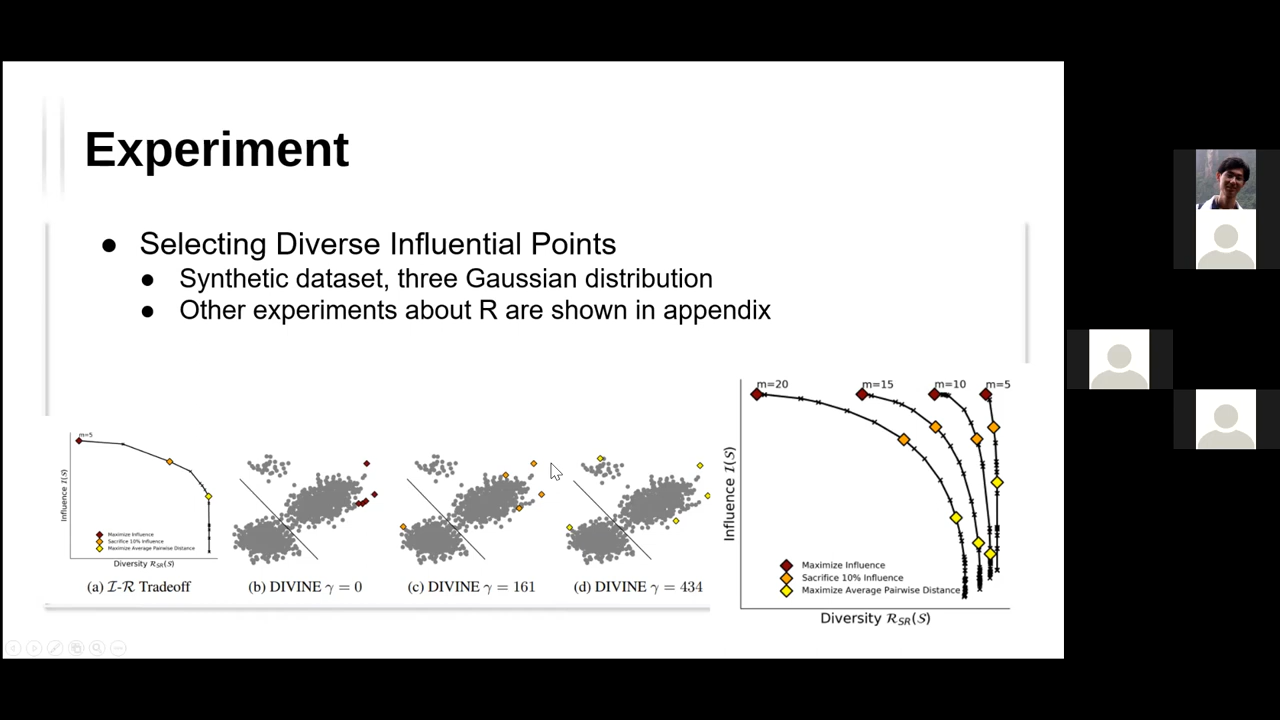 Experiment
● Selecting Diverse Influential Points
● Synthetic dataset, three Gaussian distribution
● Other experiments about R are shown in appendix
m=5
Influence I(S)
Maximize Influence
Sacrifice 10% Influence
Maximize Average Pairwise Distance
Diversity R_SR(S)
(a) I-R Tradeoff
(b) DIVINE γ = 0
(c) DIVINE γ = 161
(d) DIVINE γ = 434
m=20
m=15
m=10
m=5
Influence I(S)
Maximize Influence
Sacrifice 10% Influence
Maximize Average Pairwise Distance
Diversity R_SR(S)